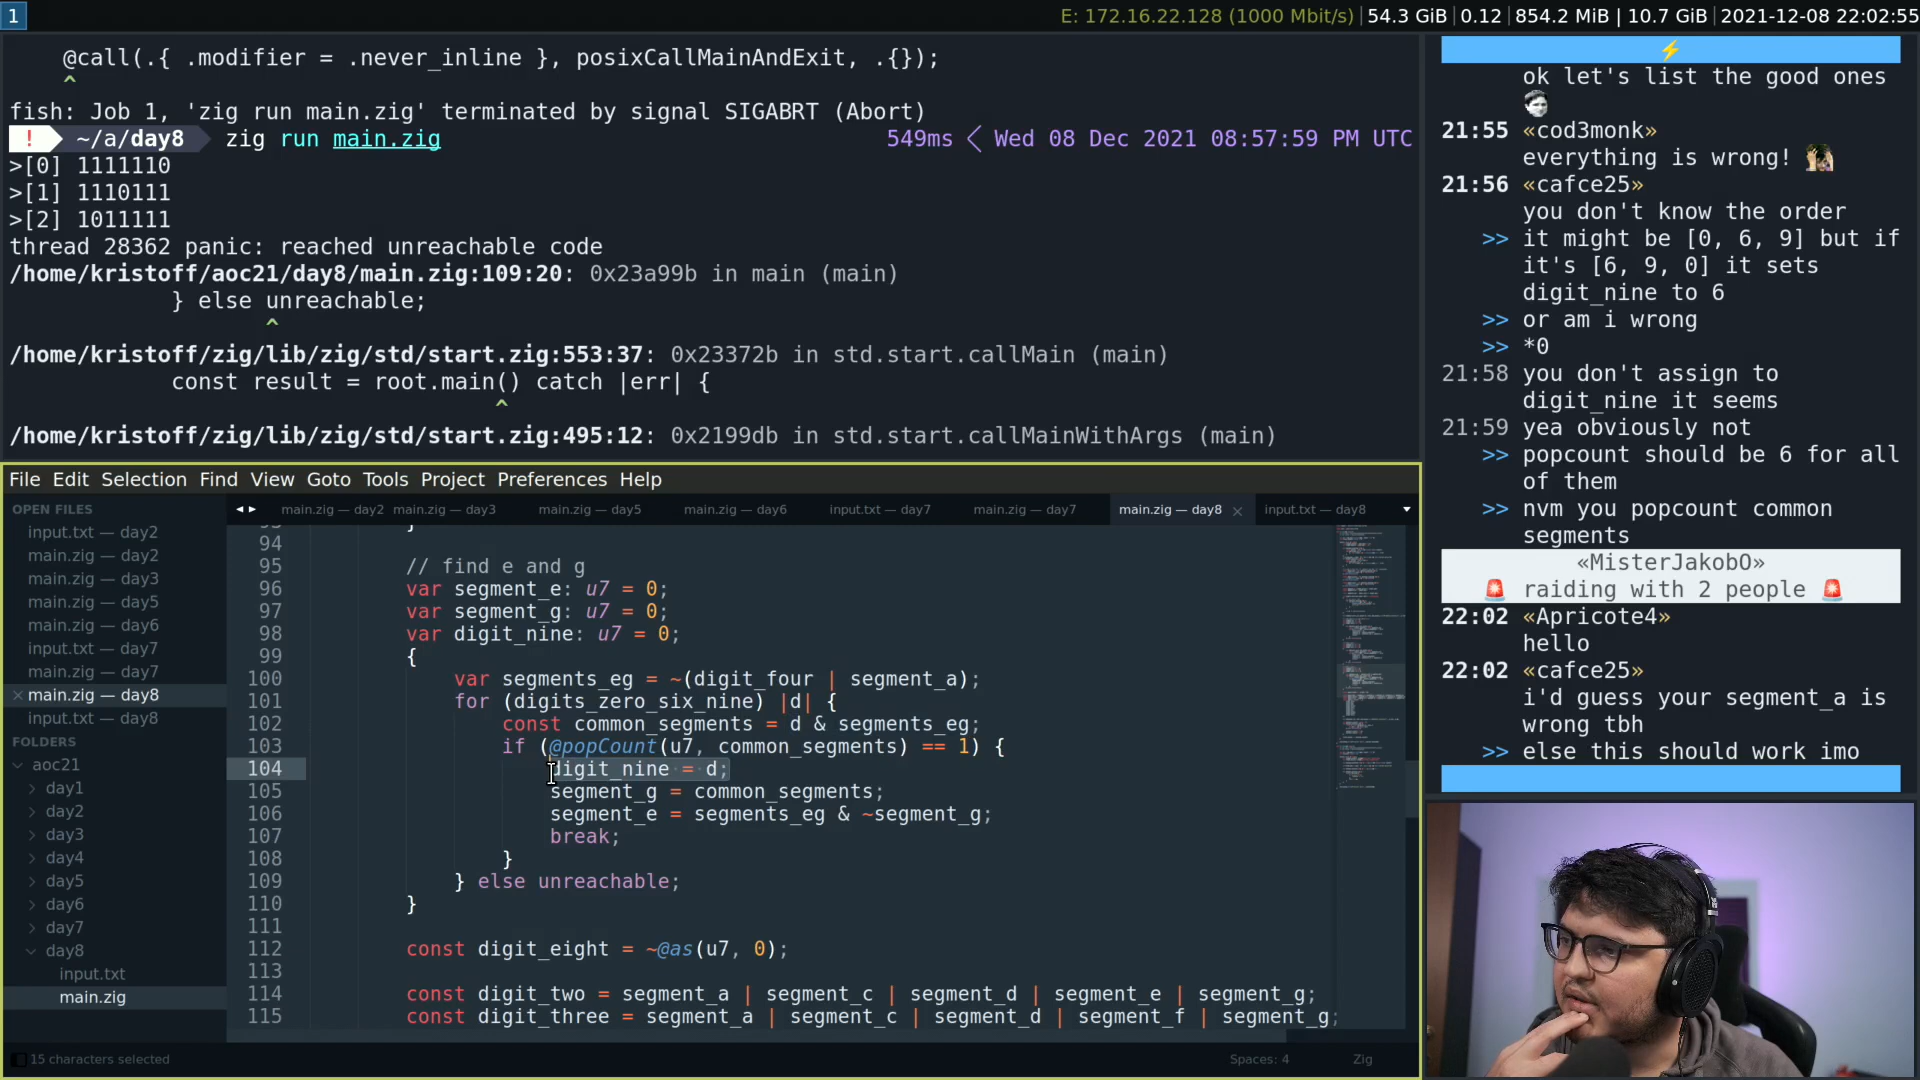 1
E: 172.16.22.128 (1000 Mbit/s)|54.3 GiB|0.12|854.2 MiB | 10.7 GiB|2021-12-08 22:02:55
@call(.{ .modifier = .never_inline }, posixCallMainAndExit, .{});
^
fish: Job 1, 'zig run main.zig' terminated by signal SIGABRT (Abort)
! ~/a/day8 zig run main.zig 549ms Wed 08 Dec 2021 08:57:59 PM UTC
>[0] 1111110
>[1] 1110111
>[2] 1011111
thread 28362 panic: reached unreachable code
/home/kristoff/aoc21/day8/main.zig:109:20: 0x23a99b in main (main)
} else unreachable;
^
/home/kristoff/zig/lib/zig/std/start.zig:553:37: 0x23372b in std.start.callMain (main)
const result = root.main() catch |err| {
^
/home/kristoff/zig/lib/zig/std/start.zig:495:12: 0x2199db in std.start.callMainWithArgs (main)
File Edit Selection Find View Goto Tools Project Preferences Help
OPEN FILES
input.txt — day2
main.zig — day2
main.zig — day3
main.zig — day5
main.zig — day6
input.txt — day7
main.zig — day7
main.zig — day8
input.txt — day8
FOLDERS
aoc21
day1
day2
day3
day4
day5
day6
day7
day8
input.txt
main.zig
main.zig — day2 main.zig — day3 main.zig — day5 main.zig — day6 input.txt — day7 main.zig — day7 main.zig — day8 input.txt — day8
93 }
94
95 // find e and g
96 var segment_e: u7 = 0;
97 var segment_g: u7 = 0;
98 var digit_nine: u7 = 0;
99 {
100 var segments_eg = ~(digit_four | segment_a);
101 for (digits_zero_six_nine) |d| {
102 const common_segments = d & segments_eg;
103 if (@popCount(u7, common_segments) == 1) {
104 digit_nine = d;
105 segment_g = common_segments;
106 segment_e = segments_eg & ~segment_g;
107 break;
108 }
109 } else unreachable;
110 }
111
112 const digit_eight = ~@as(u7, 0);
113
114 const digit_two = segment_a | segment_c | segment_d | segment_e | segment_g;
115 const digit_three = segment_a | segment_c | segment_d | segment_f | segment_g;
15 characters selected Spaces: 4 Zig
ok let's list the good ones
21:55 «cod3monk»
everything is wrong!
21:56 «cafce25»
you don't know the order
>> it might be [0, 6, 9] but if
it's [6, 9, 0] it sets
digit_nine to 6
>> or am i wrong
>> *0
21:58 you don't assign to
digit_nine it seems
21:59 yea obviously not
>> popcount should be 6 for all
of them
>> nvm you popcount common
segments
«MisterJakobO»
raiding with 2 people
22:02 «Apricote4»
hello
22:02 «cafce25»
i'd guess your segment_a is
wrong tbh
>> else this should work imo